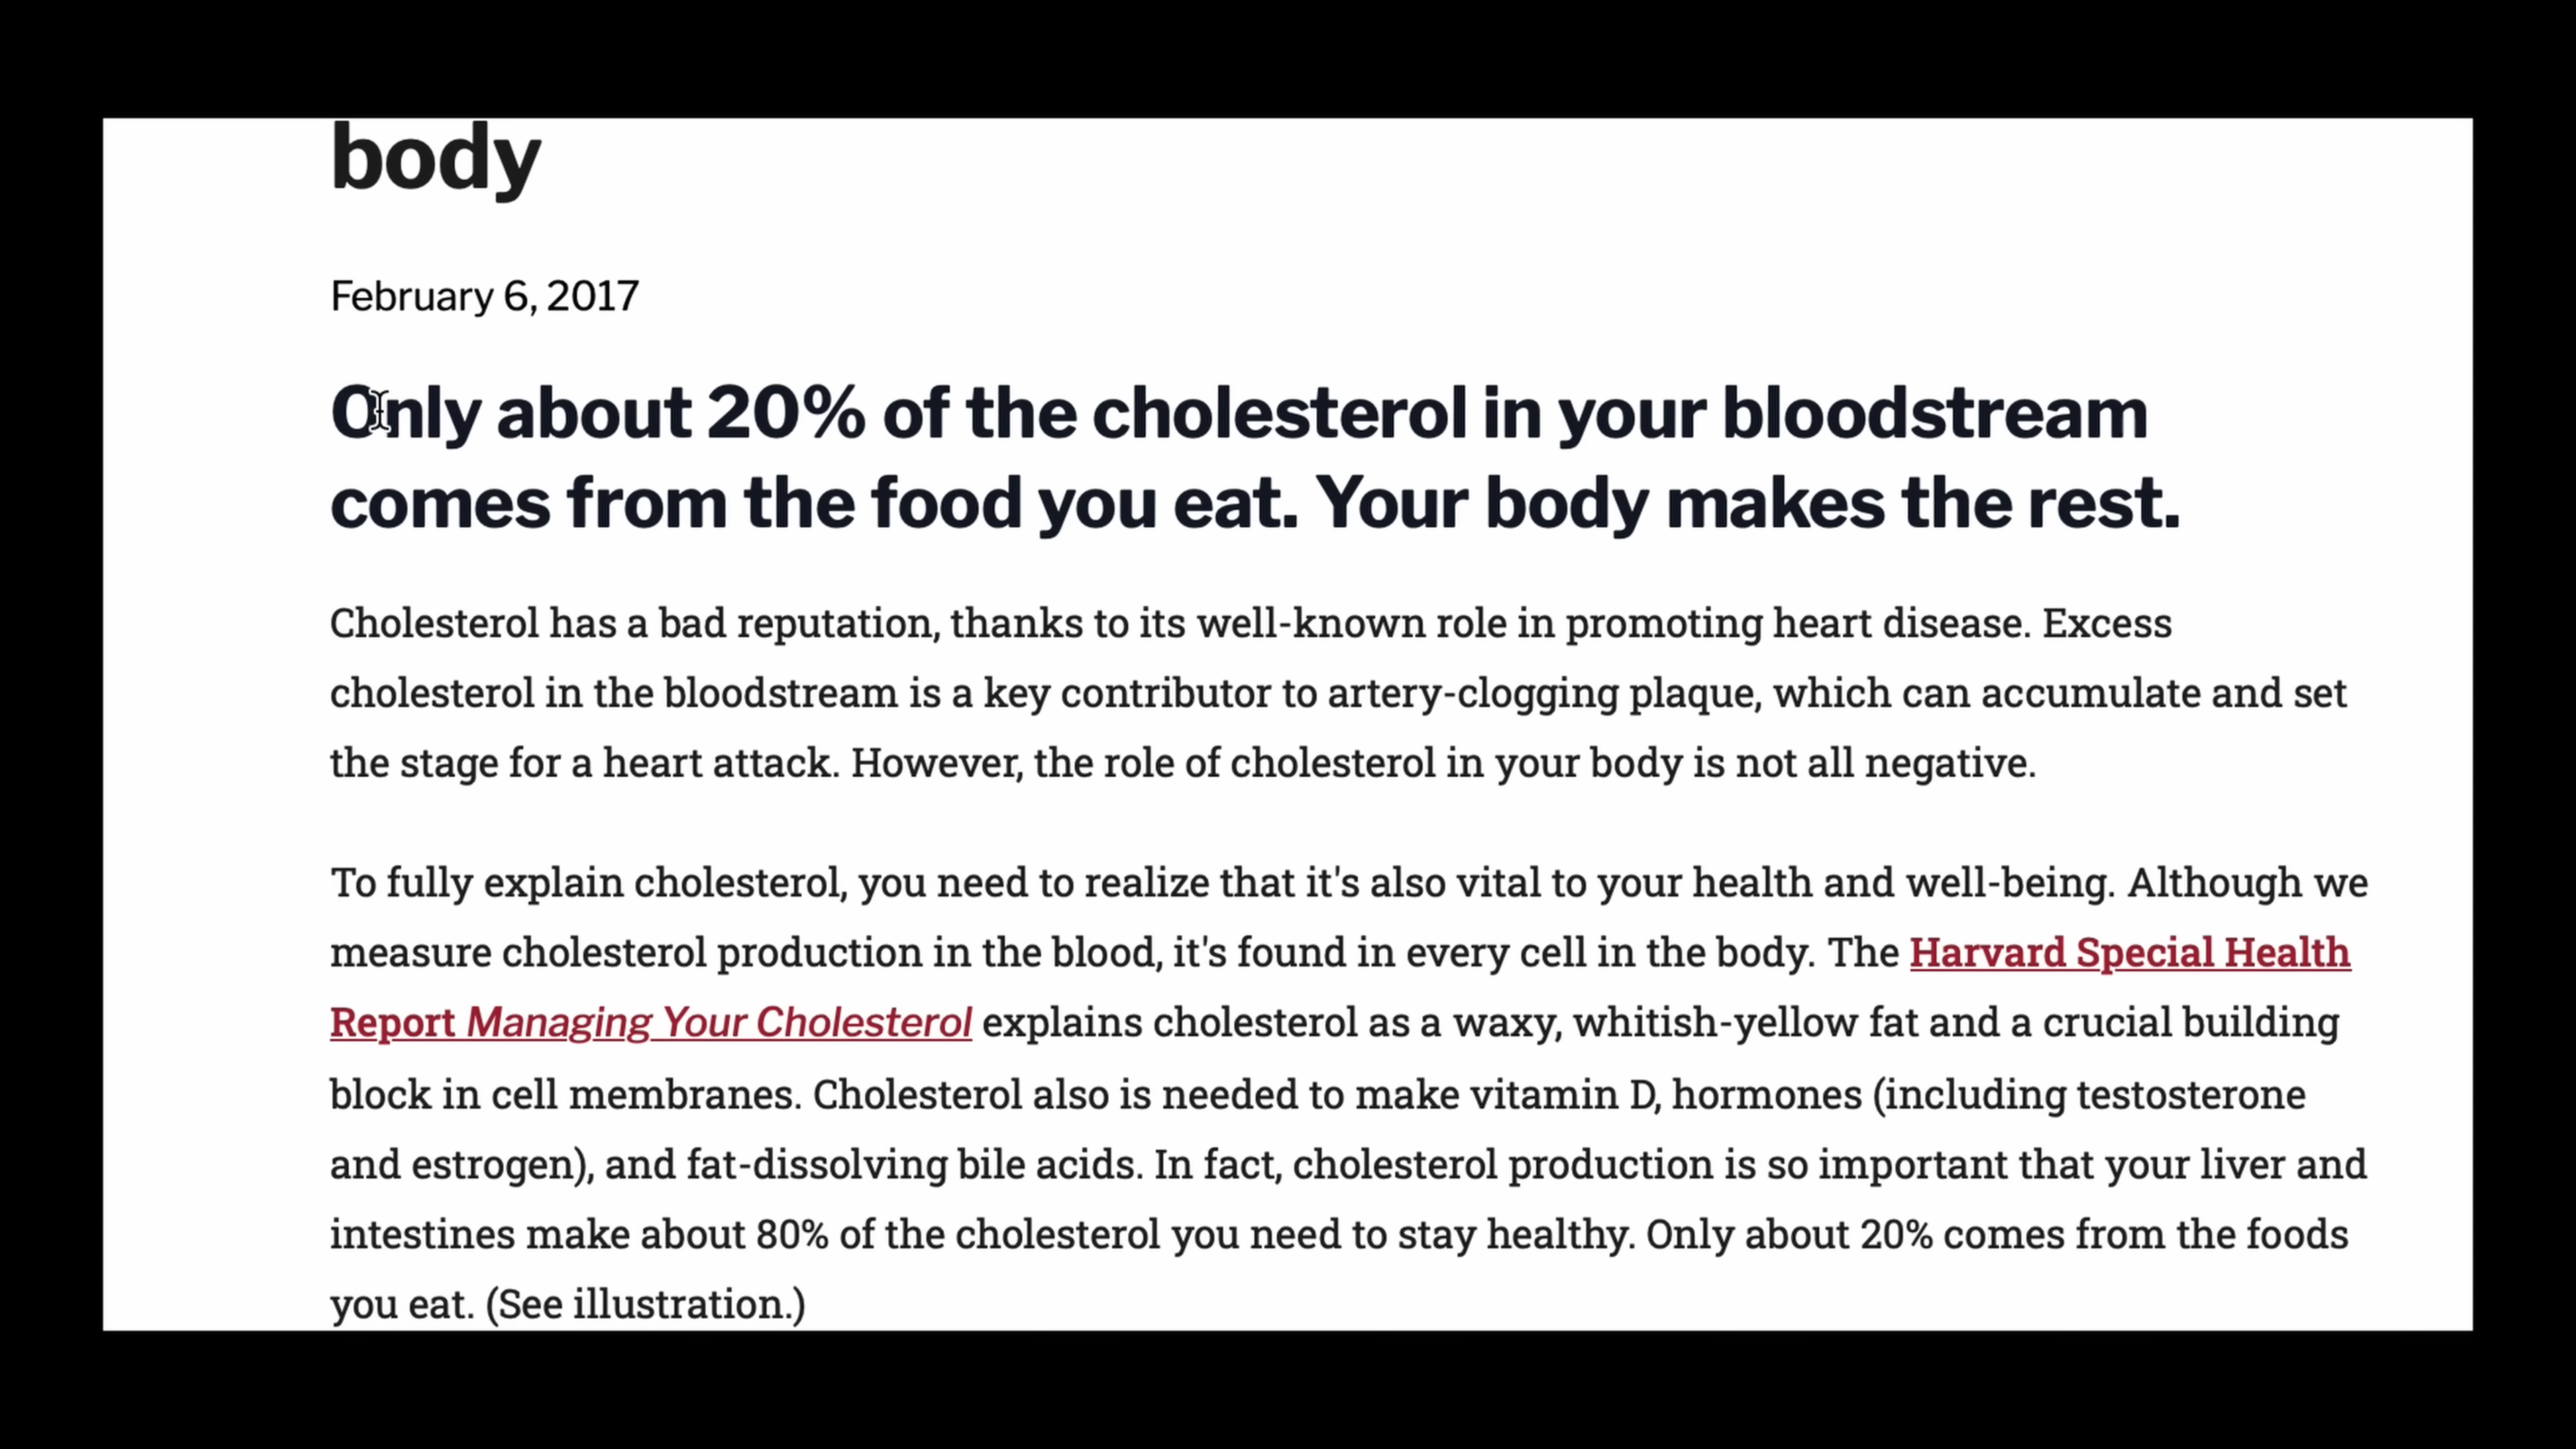 body
February 6, 2017
Only about 20% of the cholesterol in your bloodstream
comes from the food you eat. Your body makes the rest.
Cholesterol has a bad reputation, thanks to its well-known role in promoting heart disease. Excess
cholesterol in the bloodstream is a key contributor to artery-clogging plaque, which can accumulate and set
the stage for a heart attack. However, the role of cholesterol in your body is not all negative.
To fully explain cholesterol, you need to realize that it's also vital to your health and well-being. Although we
measure cholesterol production in the blood, it's found in every cell in the body. The Harvard Special Health
Report Managing Your Cholesterol explains cholesterol as a waxy, whitish-yellow fat and a crucial building
block in cell membranes. Cholesterol also is needed to make vitamin D, hormones (including testosterone
and estrogen), and fat-dissolving bile acids. In fact, cholesterol production is so important that your liver and
intestines make about 80% of the cholesterol you need to stay healthy. Only about 20% comes from the foods
you eat. (See illustration.)